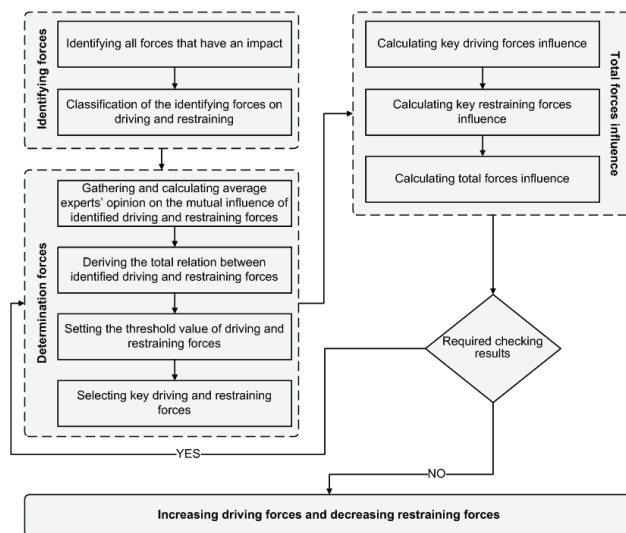 Identifying forces
Identifying all forces that have an impact
Classification of the identifying forces on
driving and restraining
Determination forces
Gathering and calculating average
experts' opinion on the mutual influence of
identified driving and restraining forces
Deriving the total relation between
identified driving and restraining forces
Setting the threshold value of driving and
restraining forces
Selecting key driving and restraining
forces
Total forces influence
Calculating key driving forces influence
Calculating key restraining forces
influence
Calculating total forces influence
Required checking
results
YES
NO
Increasing driving forces and decreasing restraining forces